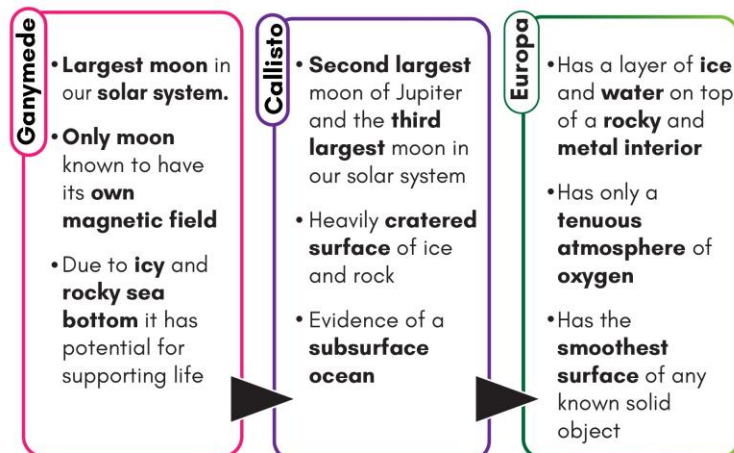 Ganymede
• Largest moon in
our solar system.
• Only moon
known to have
its own
magnetic field
• Due to icy and
rocky sea
bottom it has
potential for
supporting life
Callisto
• Second largest
moon of Jupiter
and the third
largest moon in
our solar system
• Heavily cratered
surface of ice
and rock
• Evidence of a
subsurface
ocean
Europa
• Has a layer of ice
and water on top
of a rocky and
metal interior
• Has only a
tenuous
atmosphere of
oxygen
• Has the
smoothest
surface of any
known solid
object